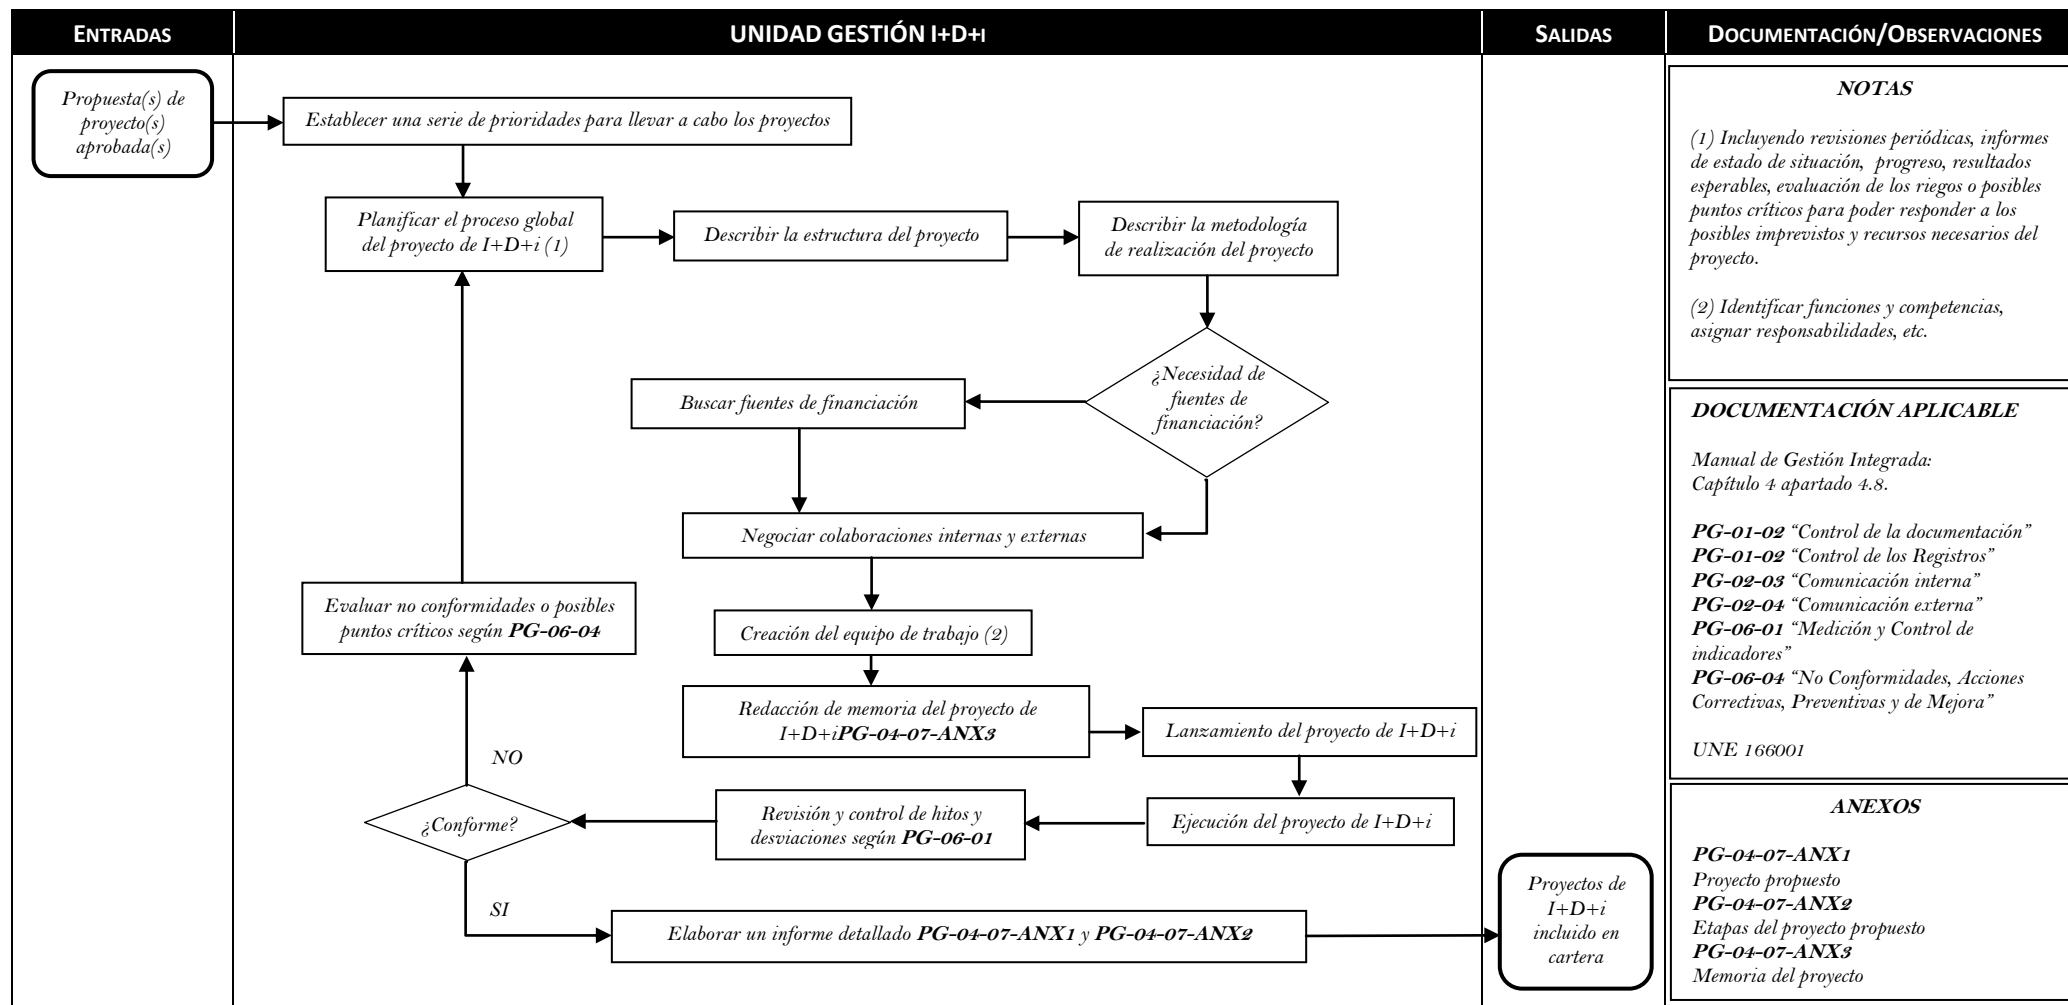 ENTRADAS
UNIDAD GESTIÓN I+D+I
SALIDAS
DOCUMENTACIÓN/OBSERVACIONES
Propuesta(s) de
proyecto(s)
aprobada(s)
Establecer una serie de prioridades para llevar a cabo los proyectos
Planificar el proceso global
del proyecto de I+D+i (1)
Describir la estructura del proyecto
Describir la metodología
de realización del proyecto
¿Necesidad de
fuentes de
financiación?
Buscar fuentes de financiación
Negociar colaboraciones internas y externas
Evaluar no conformidades o posibles
puntos críticos según PG-06-04
Creación del equipo de trabajo (2)
Redacción de memoria del proyecto de
I+D+iPG-04-07-ANX3
Lanzamiento del proyecto de I+D+i
NO
¿Conforme?
Revisión y control de hitos y
desviaciones según PG-06-01
Ejecución del proyecto de I+D+i
SI
Elaborar un informe detallado PG-04-07-ANX1 y PG-04-07-ANX2
Proyectos de
I+D+i
incluido en
cartera
NOTAS
(1) Incluyendo revisiones periódicas, informes
de estado de situación, progreso, resultados
esperables, evaluación de los riegos o posibles
puntos críticos para poder responder a los
posibles imprevistos y recursos necesarios del
proyecto.
(2) Identificar funciones y competencias,
asignar responsabilidades, etc.
DOCUMENTACIÓN APLICABLE
Manual de Gestión Integrada:
Capítulo 4 apartado 4.8.
PG-01-02 “Control de la documentación”
PG-01-02 “Control de los Registros”
PG-02-03 “Comunicación interna”
PG-02-04 “Comunicación externa”
PG-06-01 “Medición y Control de
indicadores”
PG-06-04 “No Conformidades, Acciones
Correctivas, Preventivas y de Mejora”
UNE 166001
ANEXOS
PG-04-07-ANX1
Proyecto propuesto
PG-04-07-ANX2
Etapas del proyecto propuesto
PG-04-07-ANX3
Memoria del proyecto